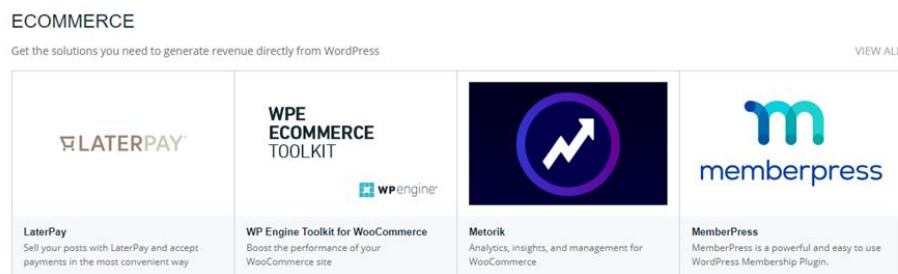 ECOMMERCE
Get the solutions you need to generate revenue directly from WordPress
VIEW ALL
LATERPAY
WPE
ECOMMERCE
TOOLKIT
WPengine
memberpress
LaterPay
Sell your posts with LaterPay and accept
payments in the most convenient way
WP Engine Toolkit for WooCommerce
Boost the performance of your
WooCommerce site
Metorik
Analytics, insights, and management for
WooCommerce
MemberPress
MemberPress is a powerful and easy to use
WordPress Membership Plugin.